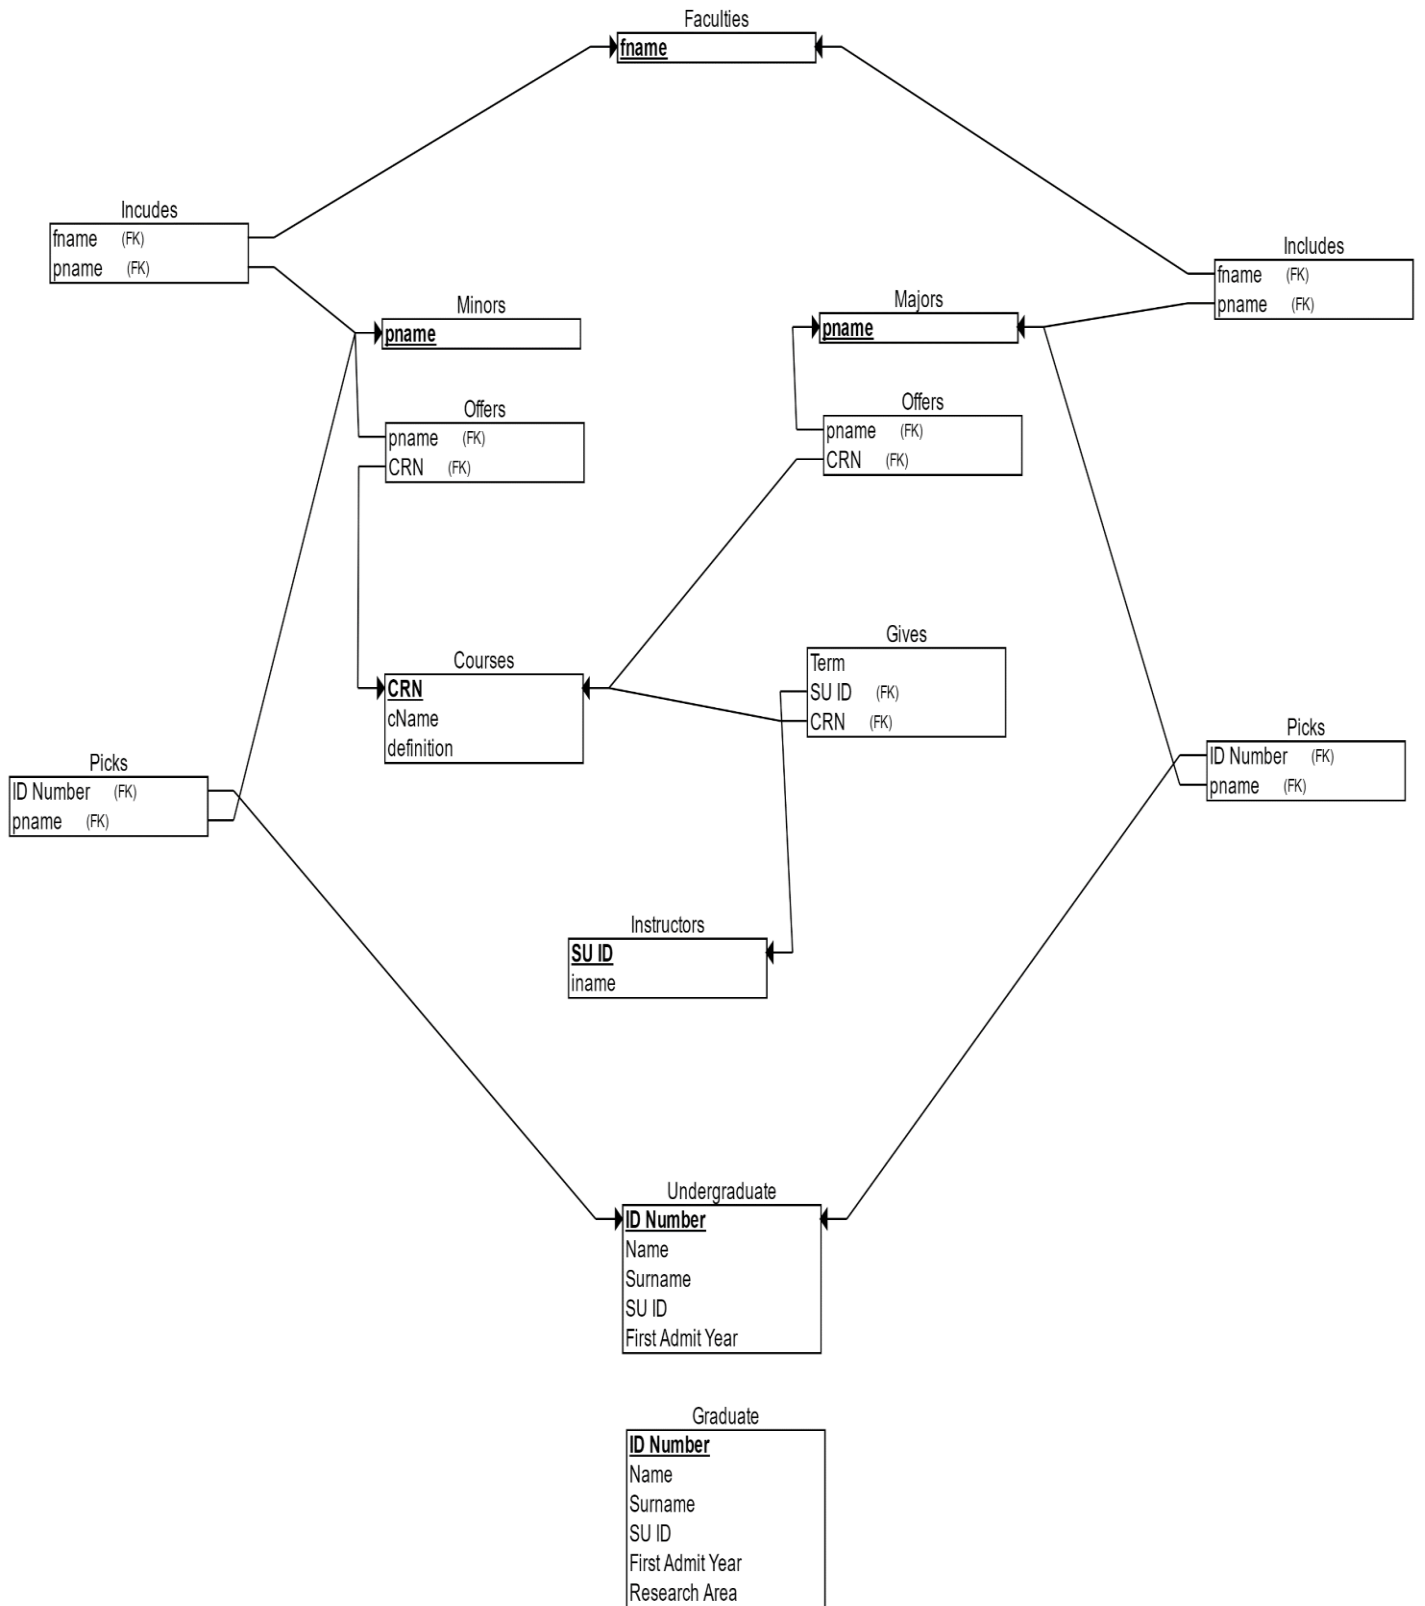 Faculties
fname
Incudes
fname (FK)
pname (FK)
Includes
fname (FK)
pname (FK)
Minors
pname
Majors
pname
Offers
pname (FK)
CRN (FK)
Offers
pname (FK)
CRN (FK)
Courses
CRN
cName
definition
Gives
Term
SU ID (FK)
CRN (FK)
Picks
ID Number (FK)
pname (FK)
Picks
ID Number (FK)
pname (FK)
Instructors
SU ID
iname
Undergraduate
ID Number
Name
Surname
SU ID
First Admit Year
Graduate
ID Number
Name
Surname
SU ID
First Admit Year
Research Area